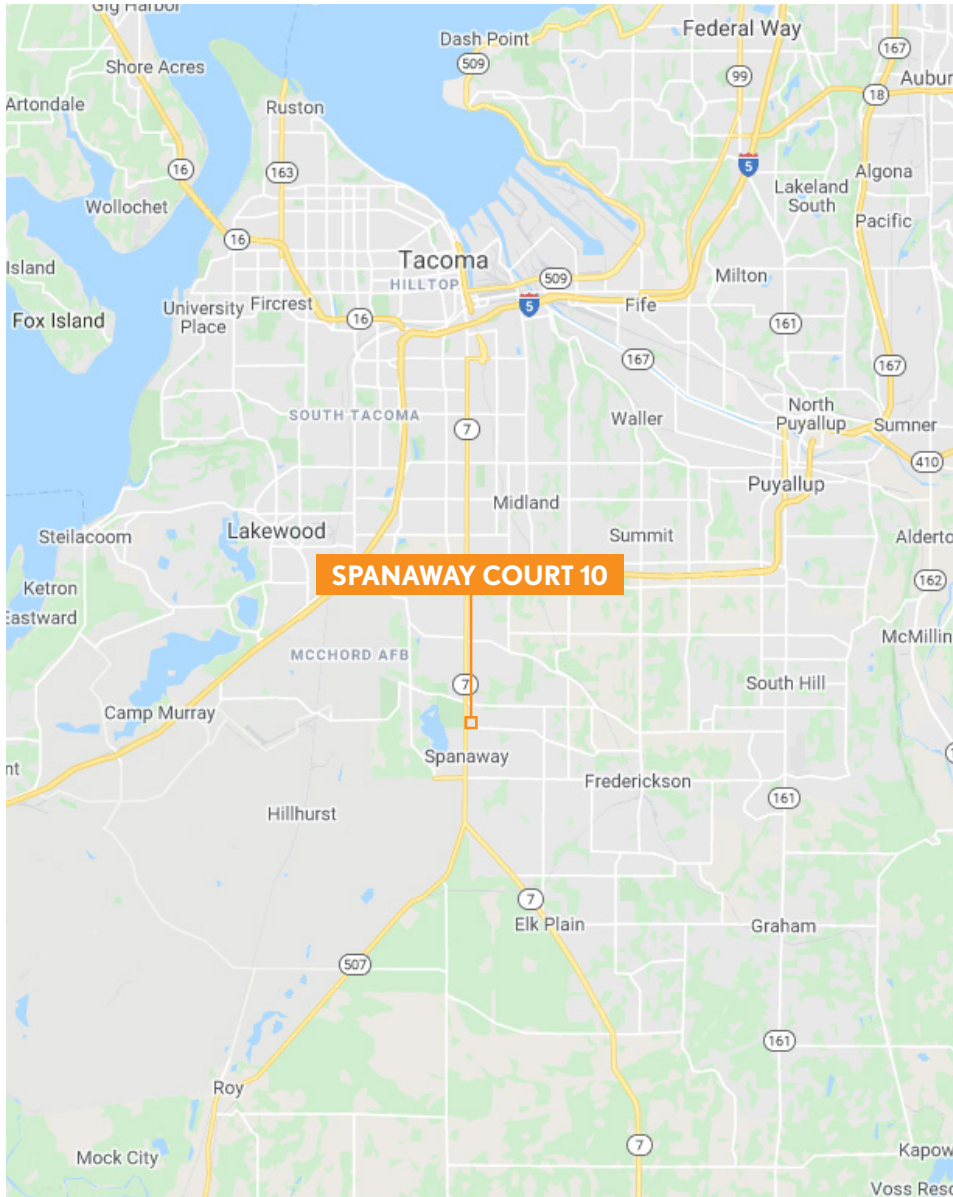 Gig Harbor
Federal Way
Dash Point
509
167
Shore Acres
99
Auburn
18
Artondale
Ruston
5
16
163
Algona
Lakeland
South
Wollochet
Pacific
16
Island
Tacoma
HILLTOP
509
Milton
University
Place
Fircrest
5
Fife
Fox Island
16
161
167
167
SOUTH TACOMA
North
Puyallup
Waller
7
Sumner
410
Puyallup
Midland
Lakewood
Steilacoom
Summit
Alderto
SPANAWAY COURT 10
Ketron
162
Eastward
McMillin
MCCHORD AFB
7
South Hill
Camp Murray
Spanaway
nt
Frederickson
161
Hillhurst
7
Elk Plain
Graham
507
161
Roy
7
Mock City
Kapow
Voss Reso